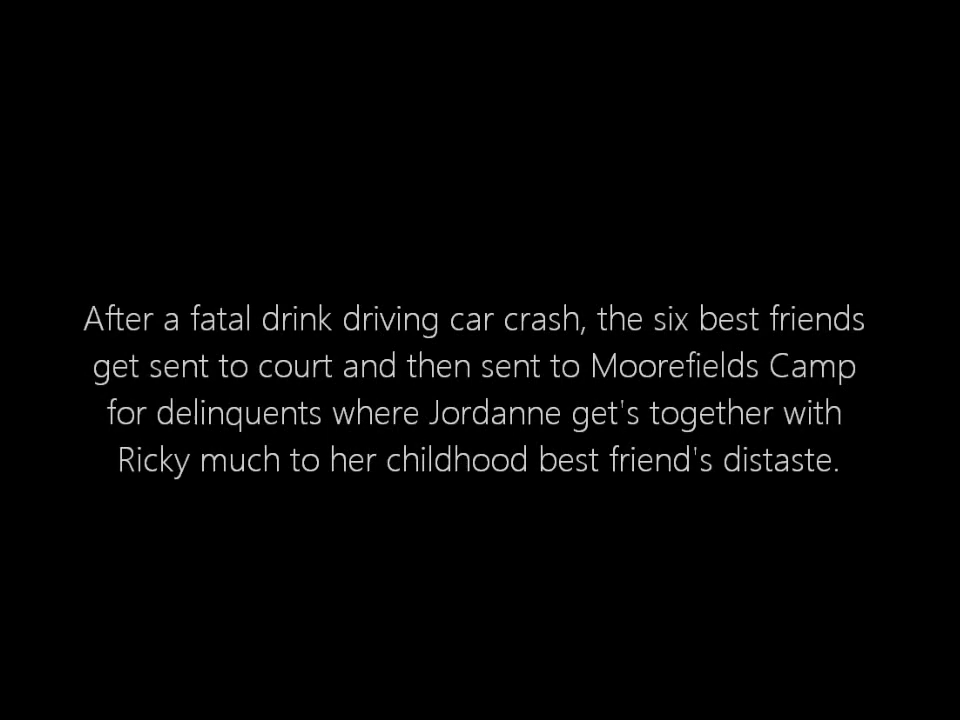 After a fatal drink driving car crash, the six best friends
get sent to court and then sent to Moorefields Camp
for delinquents where Jordanne get's together with
Ricky much to her childhood best friend's distaste.